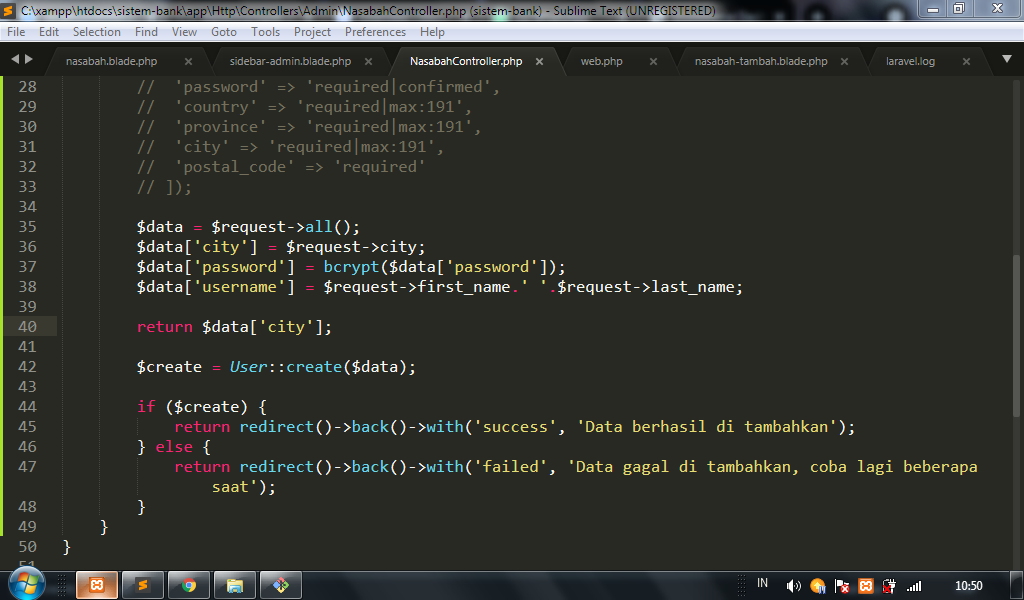 C:\xampp\htdocs\sistem-bank\app\Http\Controllers\Admin\NasabahController.php (sistem-bank) - Sublime Text (UNREGISTERED)
File Edit Selection Find View Goto Tools Project Preferences Help
nasabah.blade.php × sidebar-admin.blade.php × NasabahController.php × web.php × nasabah-tambah.blade.php × laravel.log ×
28 // 'password' => 'required|confirmed',
29 // 'country' => 'required|max:191',
30 // 'province' => 'required|max:191',
31 // 'city' => 'required|max:191',
32 // 'postal_code' => 'required'
33 // ]);
34
35 $data = $request->all();
36 $data['city'] = $request->city;
37 $data['password'] = bcrypt($data['password']);
38 $data['username'] = $request->first_name.' '.$request->last_name;
39
40 return $data['city'];
41
42 $create = User::create($data);
43
44 if ($create) {
45 return redirect()->back()->with('success', 'Data berhasil di tambahkan');
46 } else {
47 return redirect()->back()->with('failed', 'Data gagal di tambahkan, coba lagi beberapa
saat');
48 }
49 }
50 }
51
IN 10:50